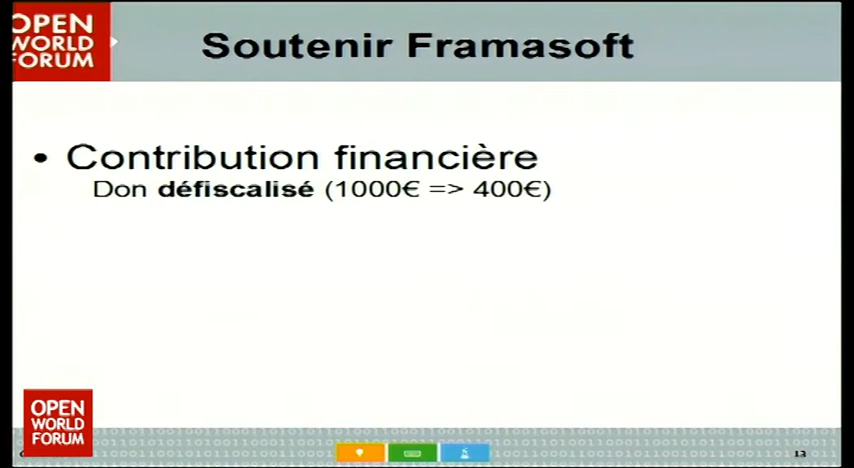 OPEN
WORLD
FORUM
Soutenir Framasoft
• Contribution financière
Don défiscalisé (1000€ => 400€)
OPEN
WORLD
FORUM
13